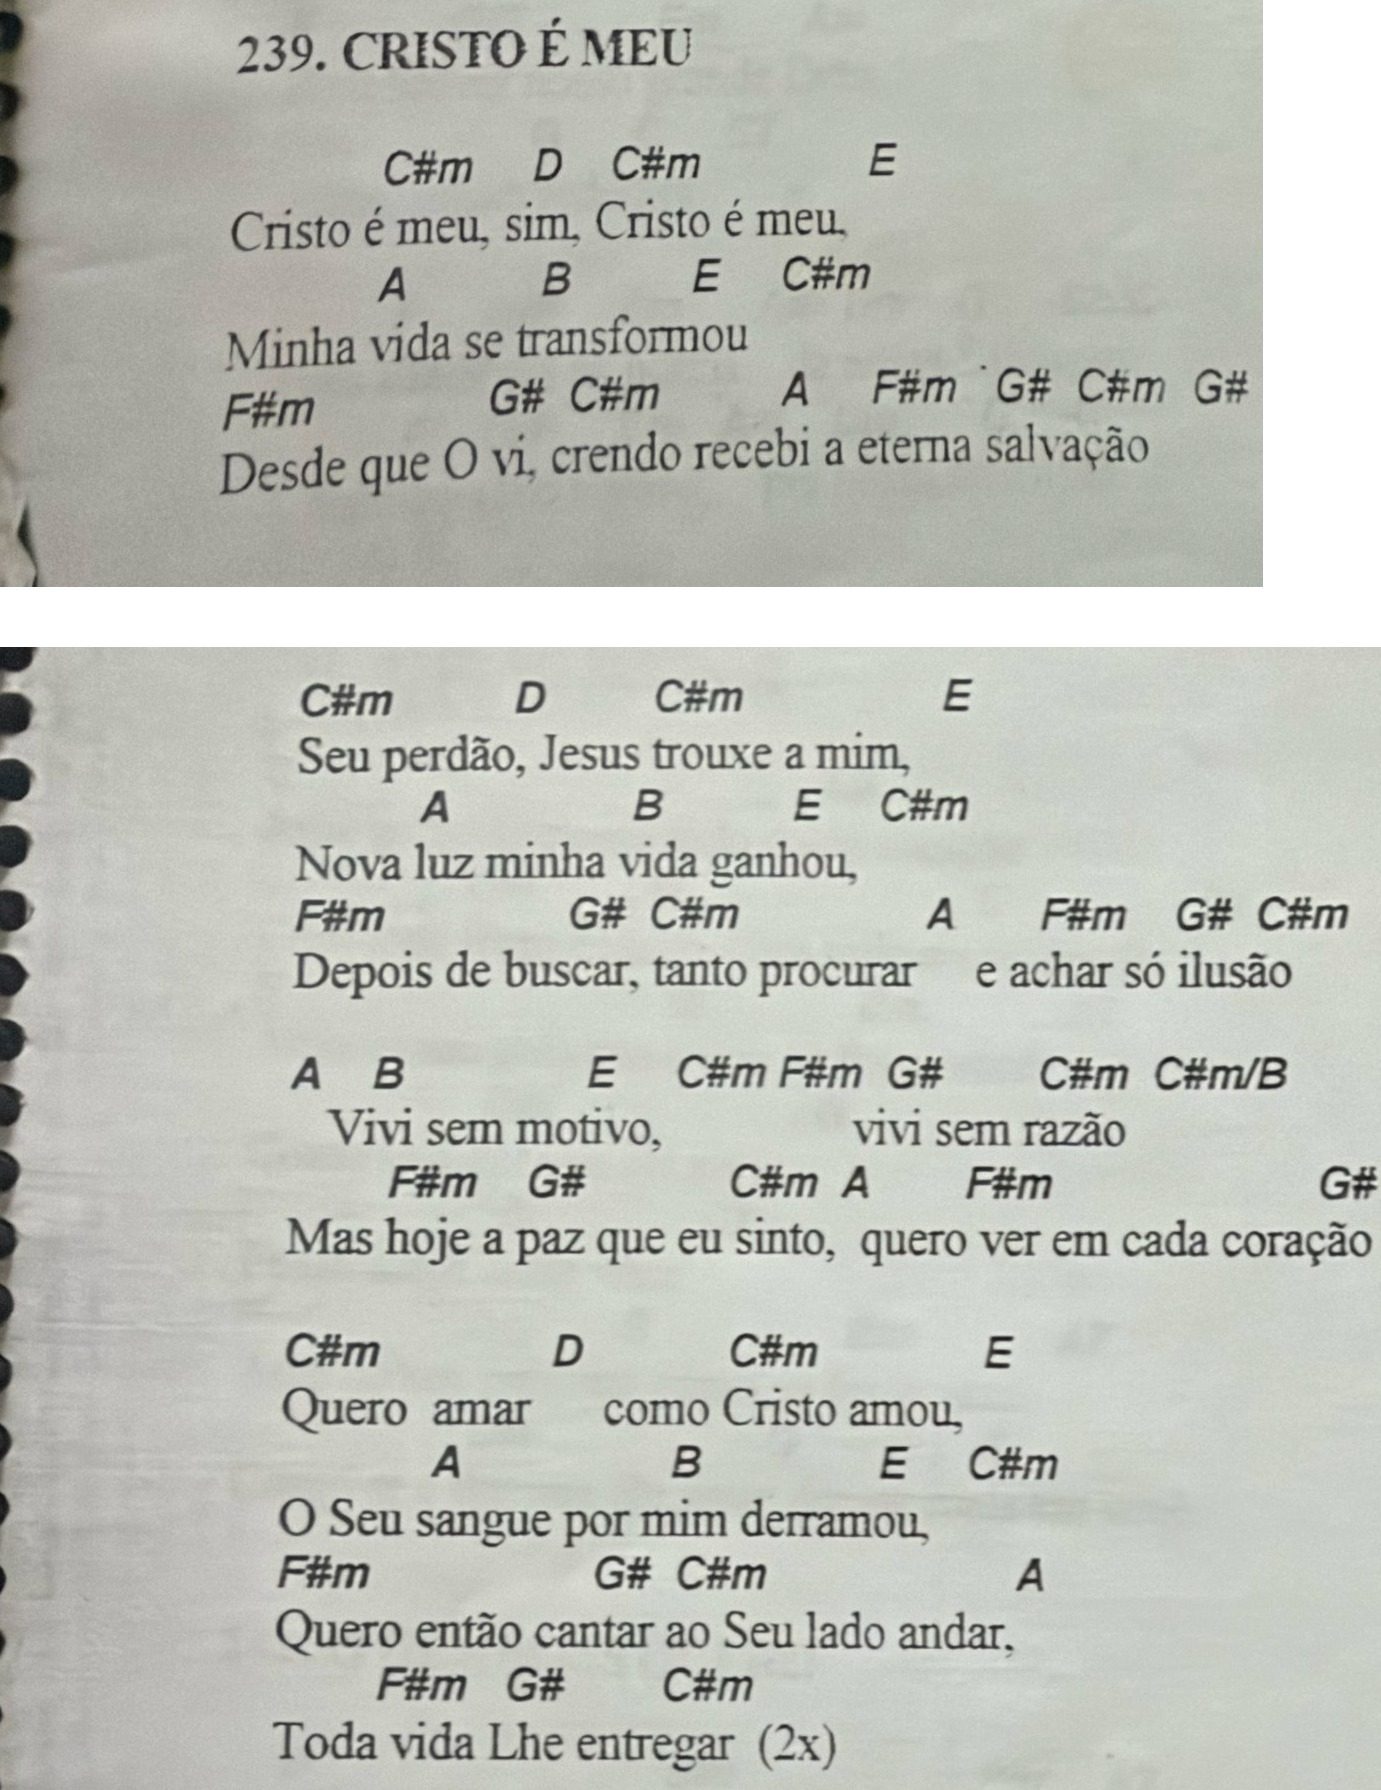 239. CRISTO É MEU
C#m D C#m E
Cristo é meu, sim, Cristo é meu,
A B E C#m
Minha vida se transformou
F#m G# C#m A F#m G# C#m G#
Desde que O vi, crendo recebi a eterna salvação
C#m D C#m E
Seu perdão, Jesus trouxe a mim,
A B E C#m
Nova luz minha vida ganhou,
F#m G# C#m A F#m G# C#m
Depois de buscar, tanto procurar e achar só ilusão
A B E C#m F#m G# C#m C#m/B
Vivi sem motivo, vivi sem razão
F#m G# C#m A F#m G#
Mas hoje a paz que eu sinto, quero ver em cada coração
C#m D C#m E
Quero amar como Cristo amou,
A B E C#m
O Seu sangue por mim derramou,
F#m G# C#m A
Quero então cantar ao Seu lado andar,
F#m G# C#m
Toda vida Lhe entregar (2x)